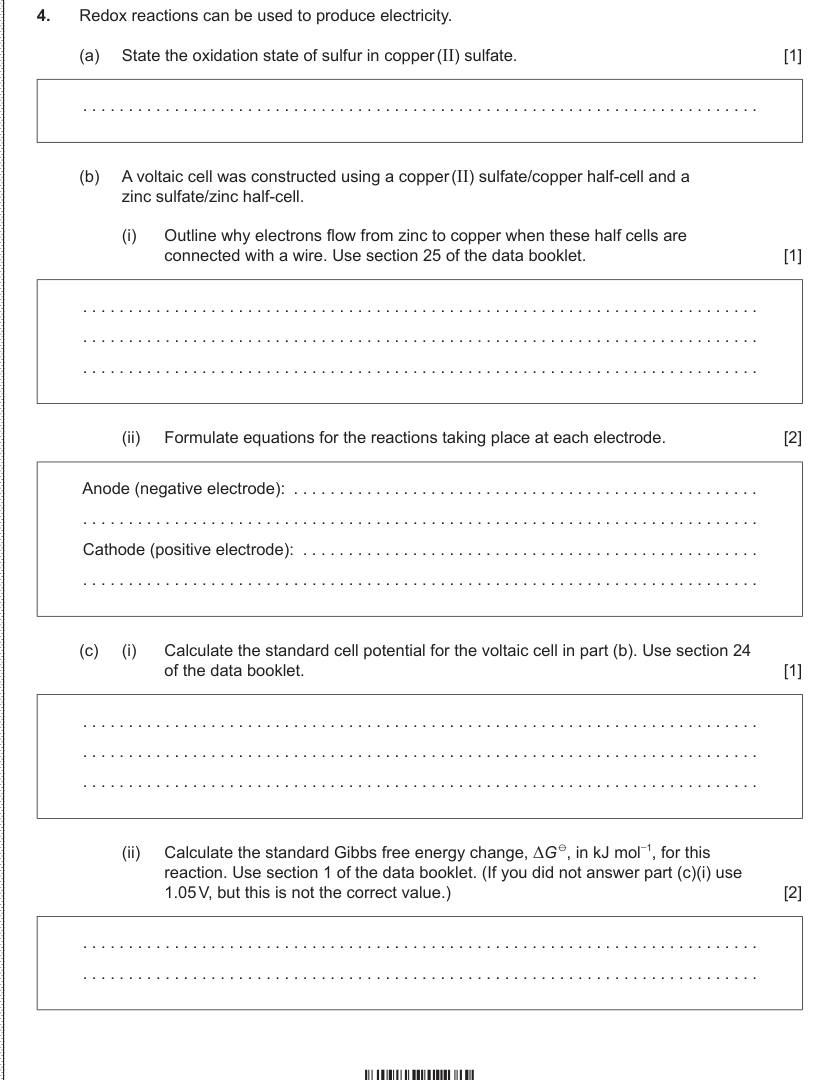 4. Redox reactions can be used to produce electricity.
(a) State the oxidation state of sulfur in copper(II) sulfate. [1]
. . . . . . . . . . . . . . . . . . . . . . . . . . . . . . . . . . . . . . . . . . . . . . . . . . . . . . . . . . . . . . . . . . . . . . . . . .
(b) A voltaic cell was constructed using a copper(II) sulfate/copper half-cell and a
zinc sulfate/zinc half-cell.
(i) Outline why electrons flow from zinc to copper when these half cells are
connected with a wire. Use section 25 of the data booklet. [1]
. . . . . . . . . . . . . . . . . . . . . . . . . . . . . . . . . . . . . . . . . . . . . . . . . . . . . . . . . . . . . . . . . . . . . . . . . .
. . . . . . . . . . . . . . . . . . . . . . . . . . . . . . . . . . . . . . . . . . . . . . . . . . . . . . . . . . . . . . . . . . . . . . . . . .
. . . . . . . . . . . . . . . . . . . . . . . . . . . . . . . . . . . . . . . . . . . . . . . . . . . . . . . . . . . . . . . . . . . . . . . . . .
(ii) Formulate equations for the reactions taking place at each electrode. [2]
Anode (negative electrode): . . . . . . . . . . . . . . . . . . . . . . . . . . . . . . . . . . . . . . . . . . . . . . . . . . .
. . . . . . . . . . . . . . . . . . . . . . . . . . . . . . . . . . . . . . . . . . . . . . . . . . . . . . . . . . . . . . . . . . . . . . . . . .
Cathode (positive electrode): . . . . . . . . . . . . . . . . . . . . . . . . . . . . . . . . . . . . . . . . . . . . . . . . . .
. . . . . . . . . . . . . . . . . . . . . . . . . . . . . . . . . . . . . . . . . . . . . . . . . . . . . . . . . . . . . . . . . . . . . . . . . .
(c) (i) Calculate the standard cell potential for the voltaic cell in part (b). Use section 24
of the data booklet. [1]
. . . . . . . . . . . . . . . . . . . . . . . . . . . . . . . . . . . . . . . . . . . . . . . . . . . . . . . . . . . . . . . . . . . . . . . . . .
. . . . . . . . . . . . . . . . . . . . . . . . . . . . . . . . . . . . . . . . . . . . . . . . . . . . . . . . . . . . . . . . . . . . . . . . . .
. . . . . . . . . . . . . . . . . . . . . . . . . . . . . . . . . . . . . . . . . . . . . . . . . . . . . . . . . . . . . . . . . . . . . . . . . .
(ii) Calculate the standard Gibbs free energy change, ΔG⊖, in kJ mol⁻¹, for this
reaction. Use section 1 of the data booklet. (If you did not answer part (c)(i) use
1.05 V, but this is not the correct value.) [2]
. . . . . . . . . . . . . . . . . . . . . . . . . . . . . . . . . . . . . . . . . . . . . . . . . . . . . . . . . . . . . . . . . . . . . . . . . .
. . . . . . . . . . . . . . . . . . . . . . . . . . . . . . . . . . . . . . . . . . . . . . . . . . . . . . . . . . . . . . . . . . . . . . . . . .